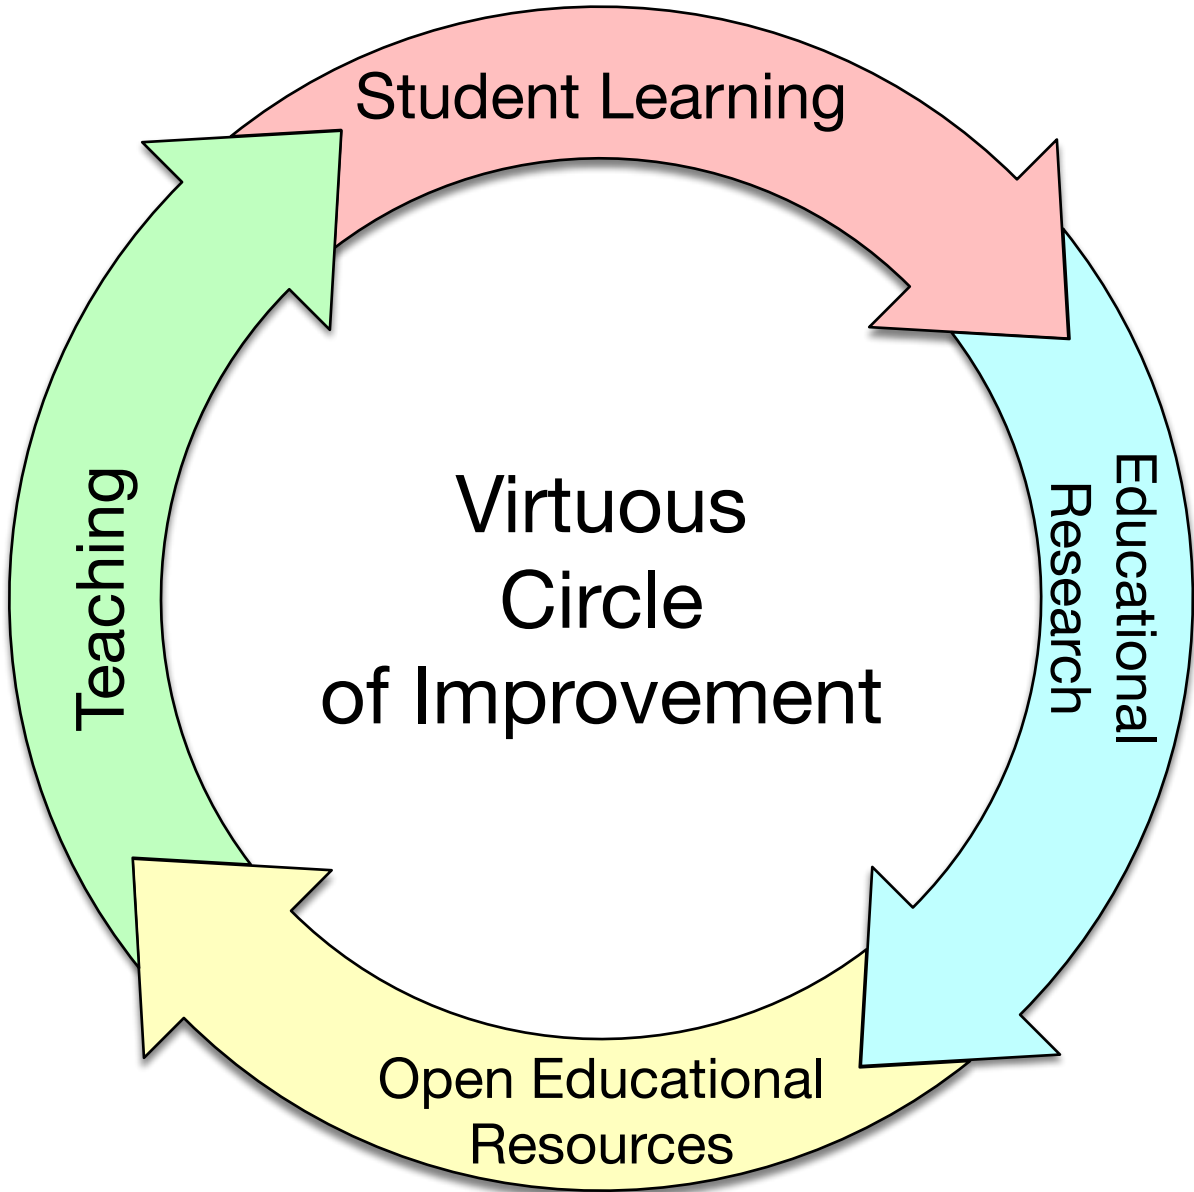 Student Learning
Educational
Research
Open Educational
Resources
Teaching
Virtuous
Circle
of Improvement